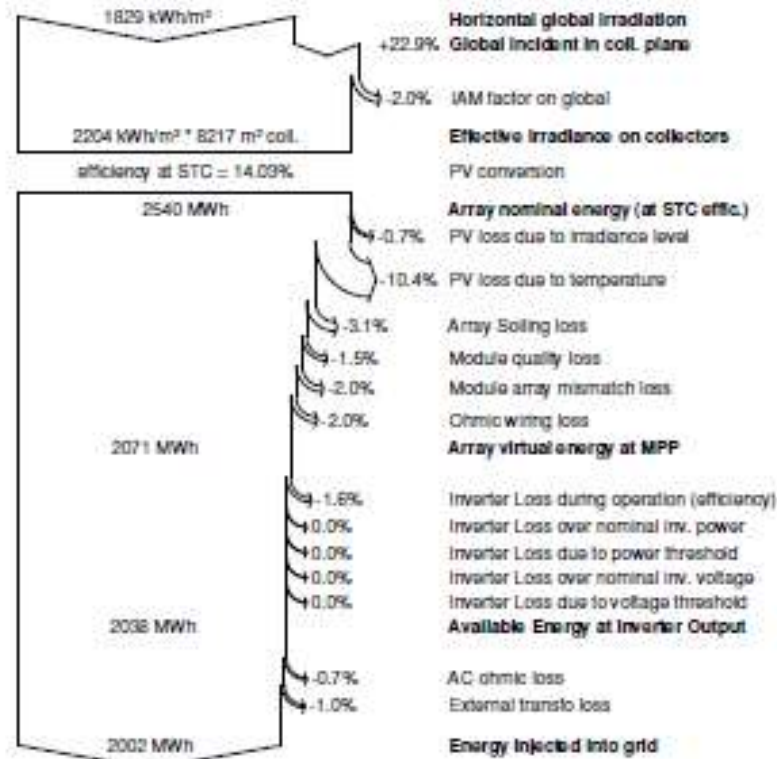 1829 kWh/m² Horizontal global irradiation
+22.9% Global incident in coll. plane
-2.0% IAM factor on global
2204 kWh/m² * 8217 m² coll. Effective irradiance on collectors
efficiency at STC = 14.03% PV conversion
2540 MWh Array nominal energy (at STC effic.)
-0.7% PV loss due to irradiance level
-10.4% PV loss due to temperature
-3.1% Array Soiling loss
-1.5% Module quality loss
-2.0% Module array mismatch loss
-2.0% Ohmic wiring loss
2071 MWh Array virtual energy at MPP
-1.6% Inverter Loss during operation (efficiency)
0.0% Inverter Loss over nominal inv. power
0.0% Inverter Loss due to power threshold
0.0% Inverter Loss over nominal inv. voltage
0.0% Inverter Loss due to voltage threshold
2038 MWh Available Energy at Inverter Output
-0.7% AC ohmic loss
-1.0% External transfo loss
2002 MWh Energy injected into grid